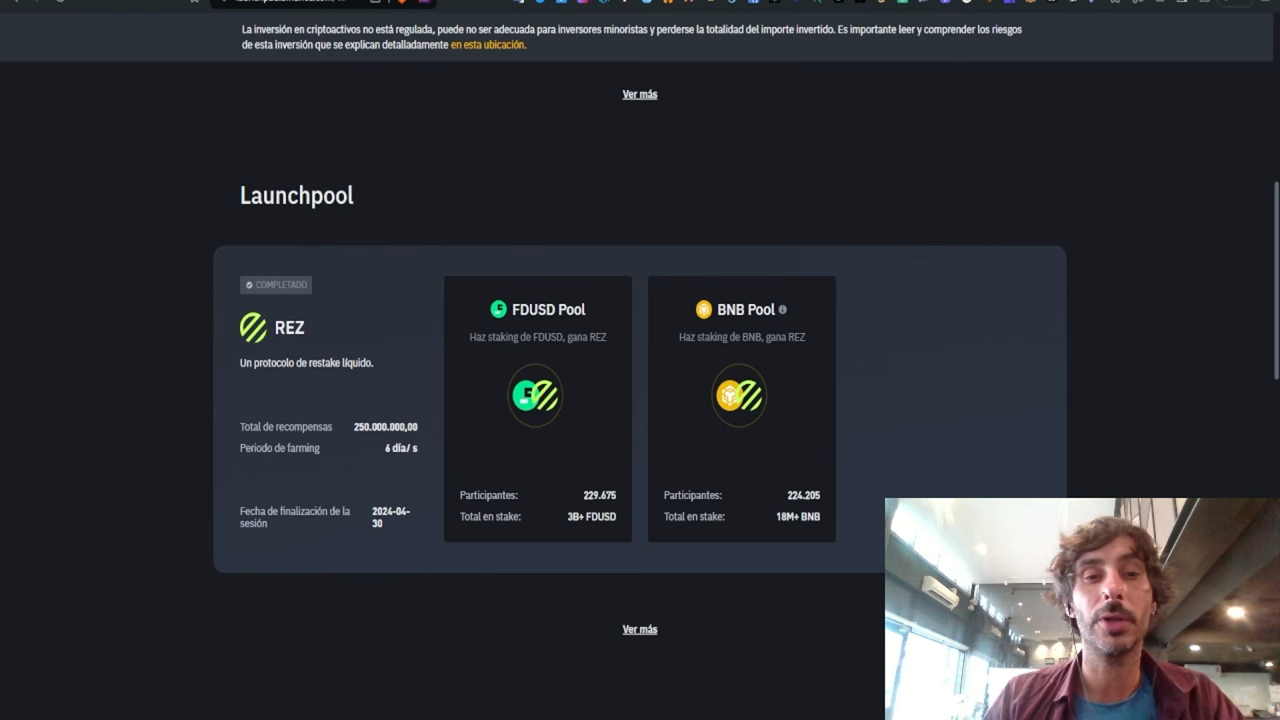 La inversión en criptoactivos no está regulada, puede no ser adecuada para inversores minoristas y perderse la totalidad del importe invertido. Es importante leer y comprender los riesgos
de esta inversión que se explican detalladamente en esta ubicación.
Ver más
Launchpool
COMPLETADO
REZ
Un protocolo de restake líquido.
Total de recompensas 250.000.000,00
Periodo de farming 6 día/ s
Fecha de finalización de la sesión 2024-04-30
FDUSD Pool
Haz staking de FDUSD, gana REZ
Participantes: 229.675
Total en stake: 3B+ FDUSD
BNB Pool
Haz staking de BNB, gana REZ
Participantes: 224.205
Total en stake: 18M+ BNB
Ver más